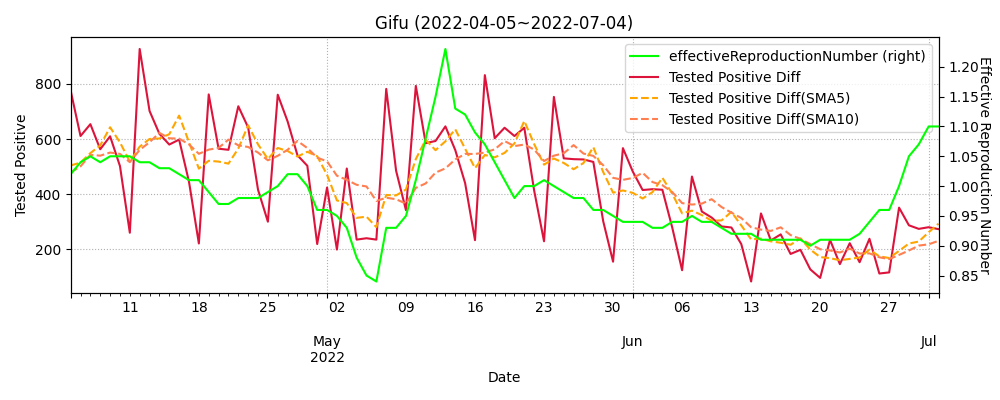 Gifu (2022-04-05~2022-07-04)
effectiveReproductionNumber (right)
Tested Positive Diff
Tested Positive Diff(SMA5)
Tested Positive Diff(SMA10)
Tested Positive
800
600
400
200
1.20
1.15
1.10
1.05
1.00
0.95
0.90
0.85
Effective Reproduction Number
11 18 25 02 09 16 23 30 06 13 20 27
May Jun Jul
2022
Date